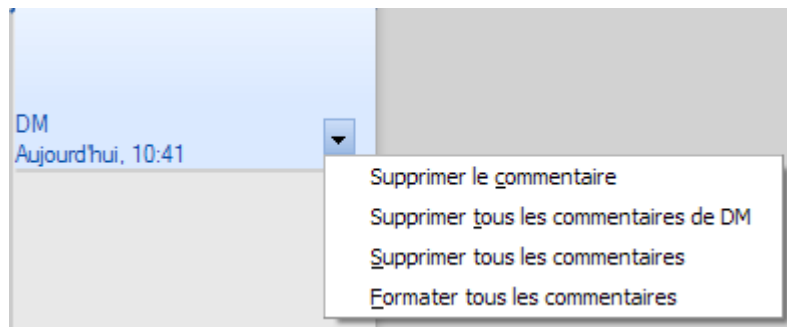 DM
Aujourd'hui, 10:41
Supprimer le commentaire
Supprimer tous les commentaires de DM
Supprimer tous les commentaires
Formater tous les commentaires